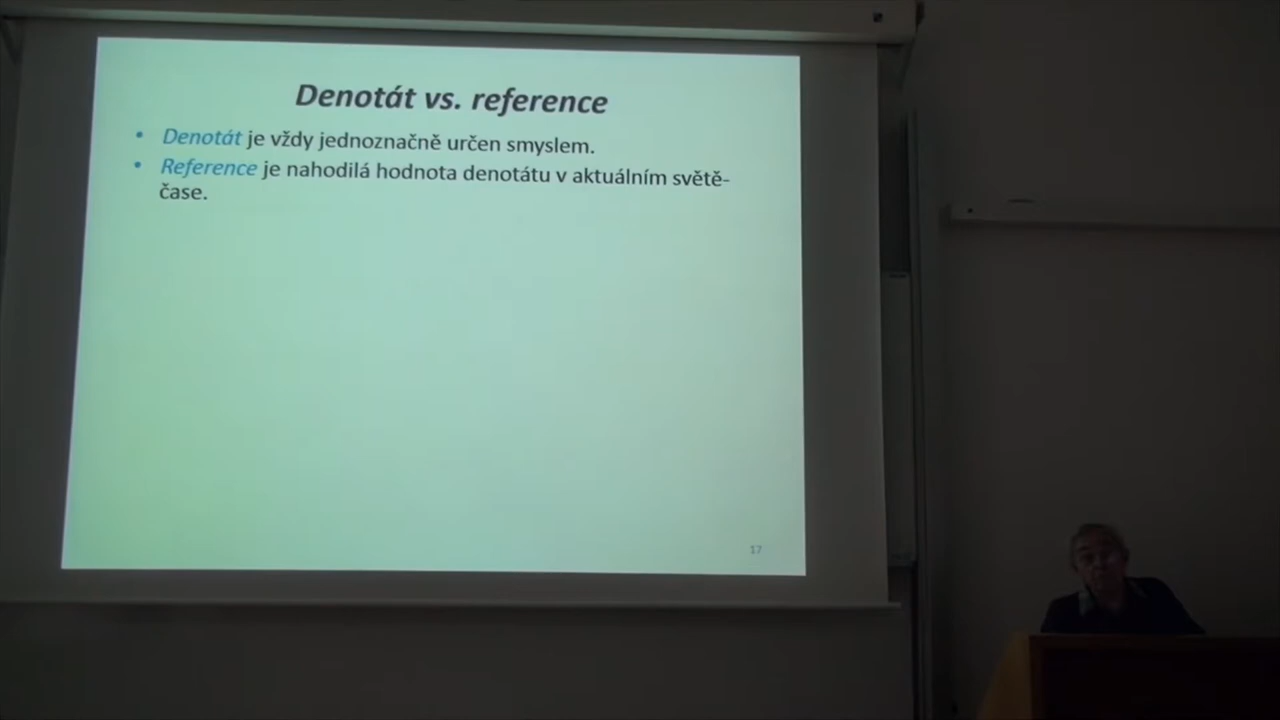 Denotát vs. reference
• Denotát je vždy jednoznačně určen smyslem.
• Reference je nahodilá hodnota denotátu v aktuálním světě-
čase.
17